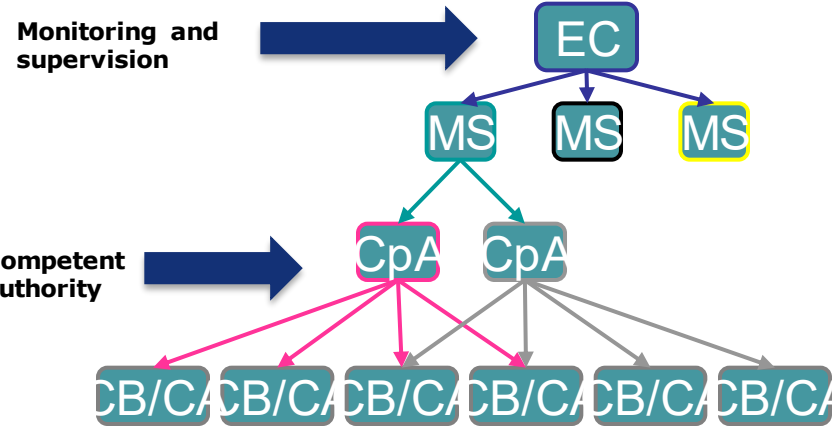 Monitoring and
supervision
EC
MS MS MS
ompetent
uthority
CpA CpA
CB/CA CB/CA CB/CA CB/CA CB/CA CB/CA